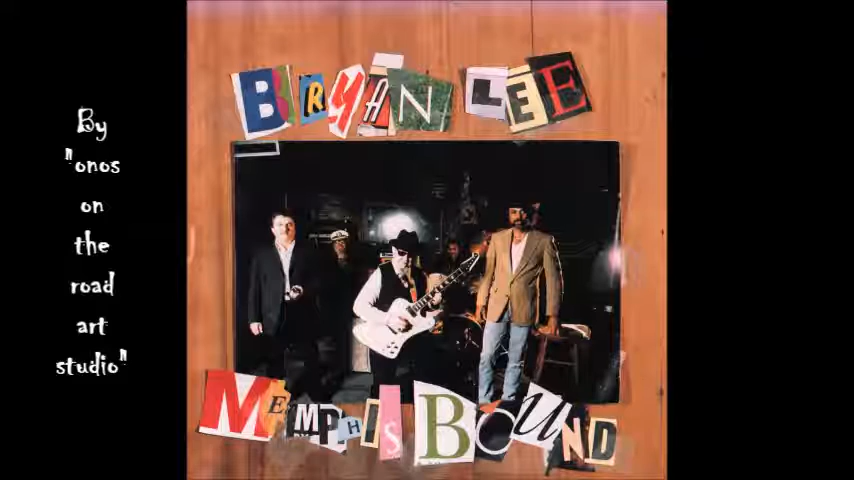 BRYAN LEE
By
"onos
on
the
road
art
studio"
MEMPHIS BOUND